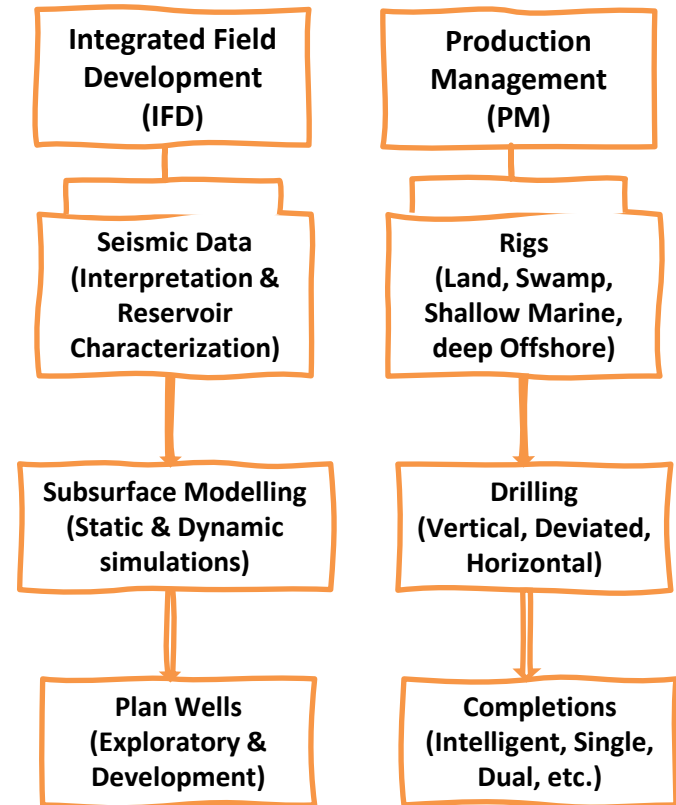 Integrated Field
Development
(IFD)
Seismic Data
(Interpretation &
Reservoir
Characterization)
Subsurface Modelling
(Static & Dynamic
simulations)
Plan Wells
(Exploratory &
Development)
Production
Management
(PM)
Rigs
(Land, Swamp,
Shallow Marine,
deep Offshore)
Drilling
(Vertical, Deviated,
Horizontal)
Completions
(Intelligent, Single,
Dual, etc.)